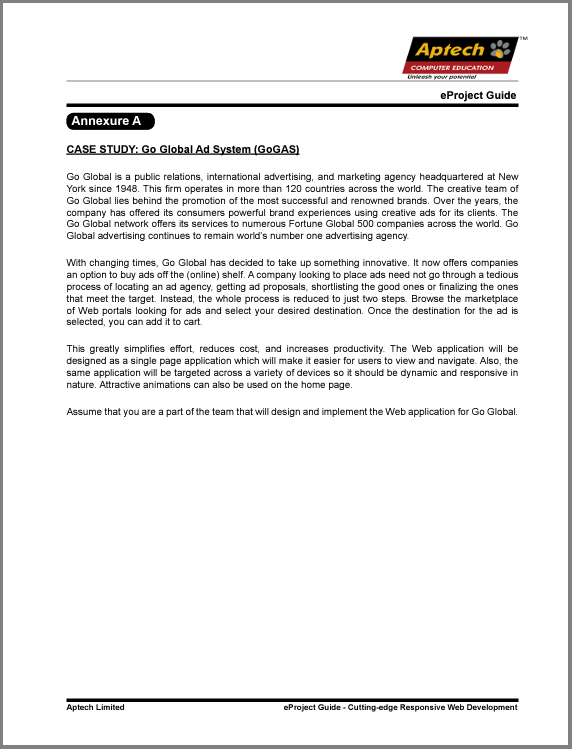 Aptech
™
COMPUTER EDUCATION
Unleash your potential
eProject Guide
Annexure A
CASE STUDY: Go Global Ad System (GoGAS)
Go Global is a public relations, international advertising, and marketing agency headquartered at New
York since 1948. This firm operates in more than 120 countries across the world. The creative team of
Go Global lies behind the promotion of the most successful and renowned brands. Over the years, the
company has offered its consumers powerful brand experiences using creative ads for its clients. The
Go Global network offers its services to numerous Fortune Global 500 companies across the world. Go
Global advertising continues to remain world's number one advertising agency.
With changing times, Go Global has decided to take up something innovative. It now offers companies
an option to buy ads off the (online) shelf. A company looking to place ads need not go through a tedious
process of locating an ad agency, getting ad proposals, shortlisting the good ones or finalizing the ones
that meet the target. Instead, the whole process is reduced to just two steps. Browse the marketplace
of Web portals looking for ads and select your desired destination. Once the destination for the ad is
selected, you can add it to cart.
This greatly simplifies effort, reduces cost, and increases productivity. The Web application will be
designed as a single page application which will make it easier for users to view and navigate. Also, the
same application will be targeted across a variety of devices so it should be dynamic and responsive in
nature. Attractive animations can also be used on the home page.
Assume that you are a part of the team that will design and implement the Web application for Go Global.
Aptech Limited
eProject Guide - Cutting-edge Responsive Web Development